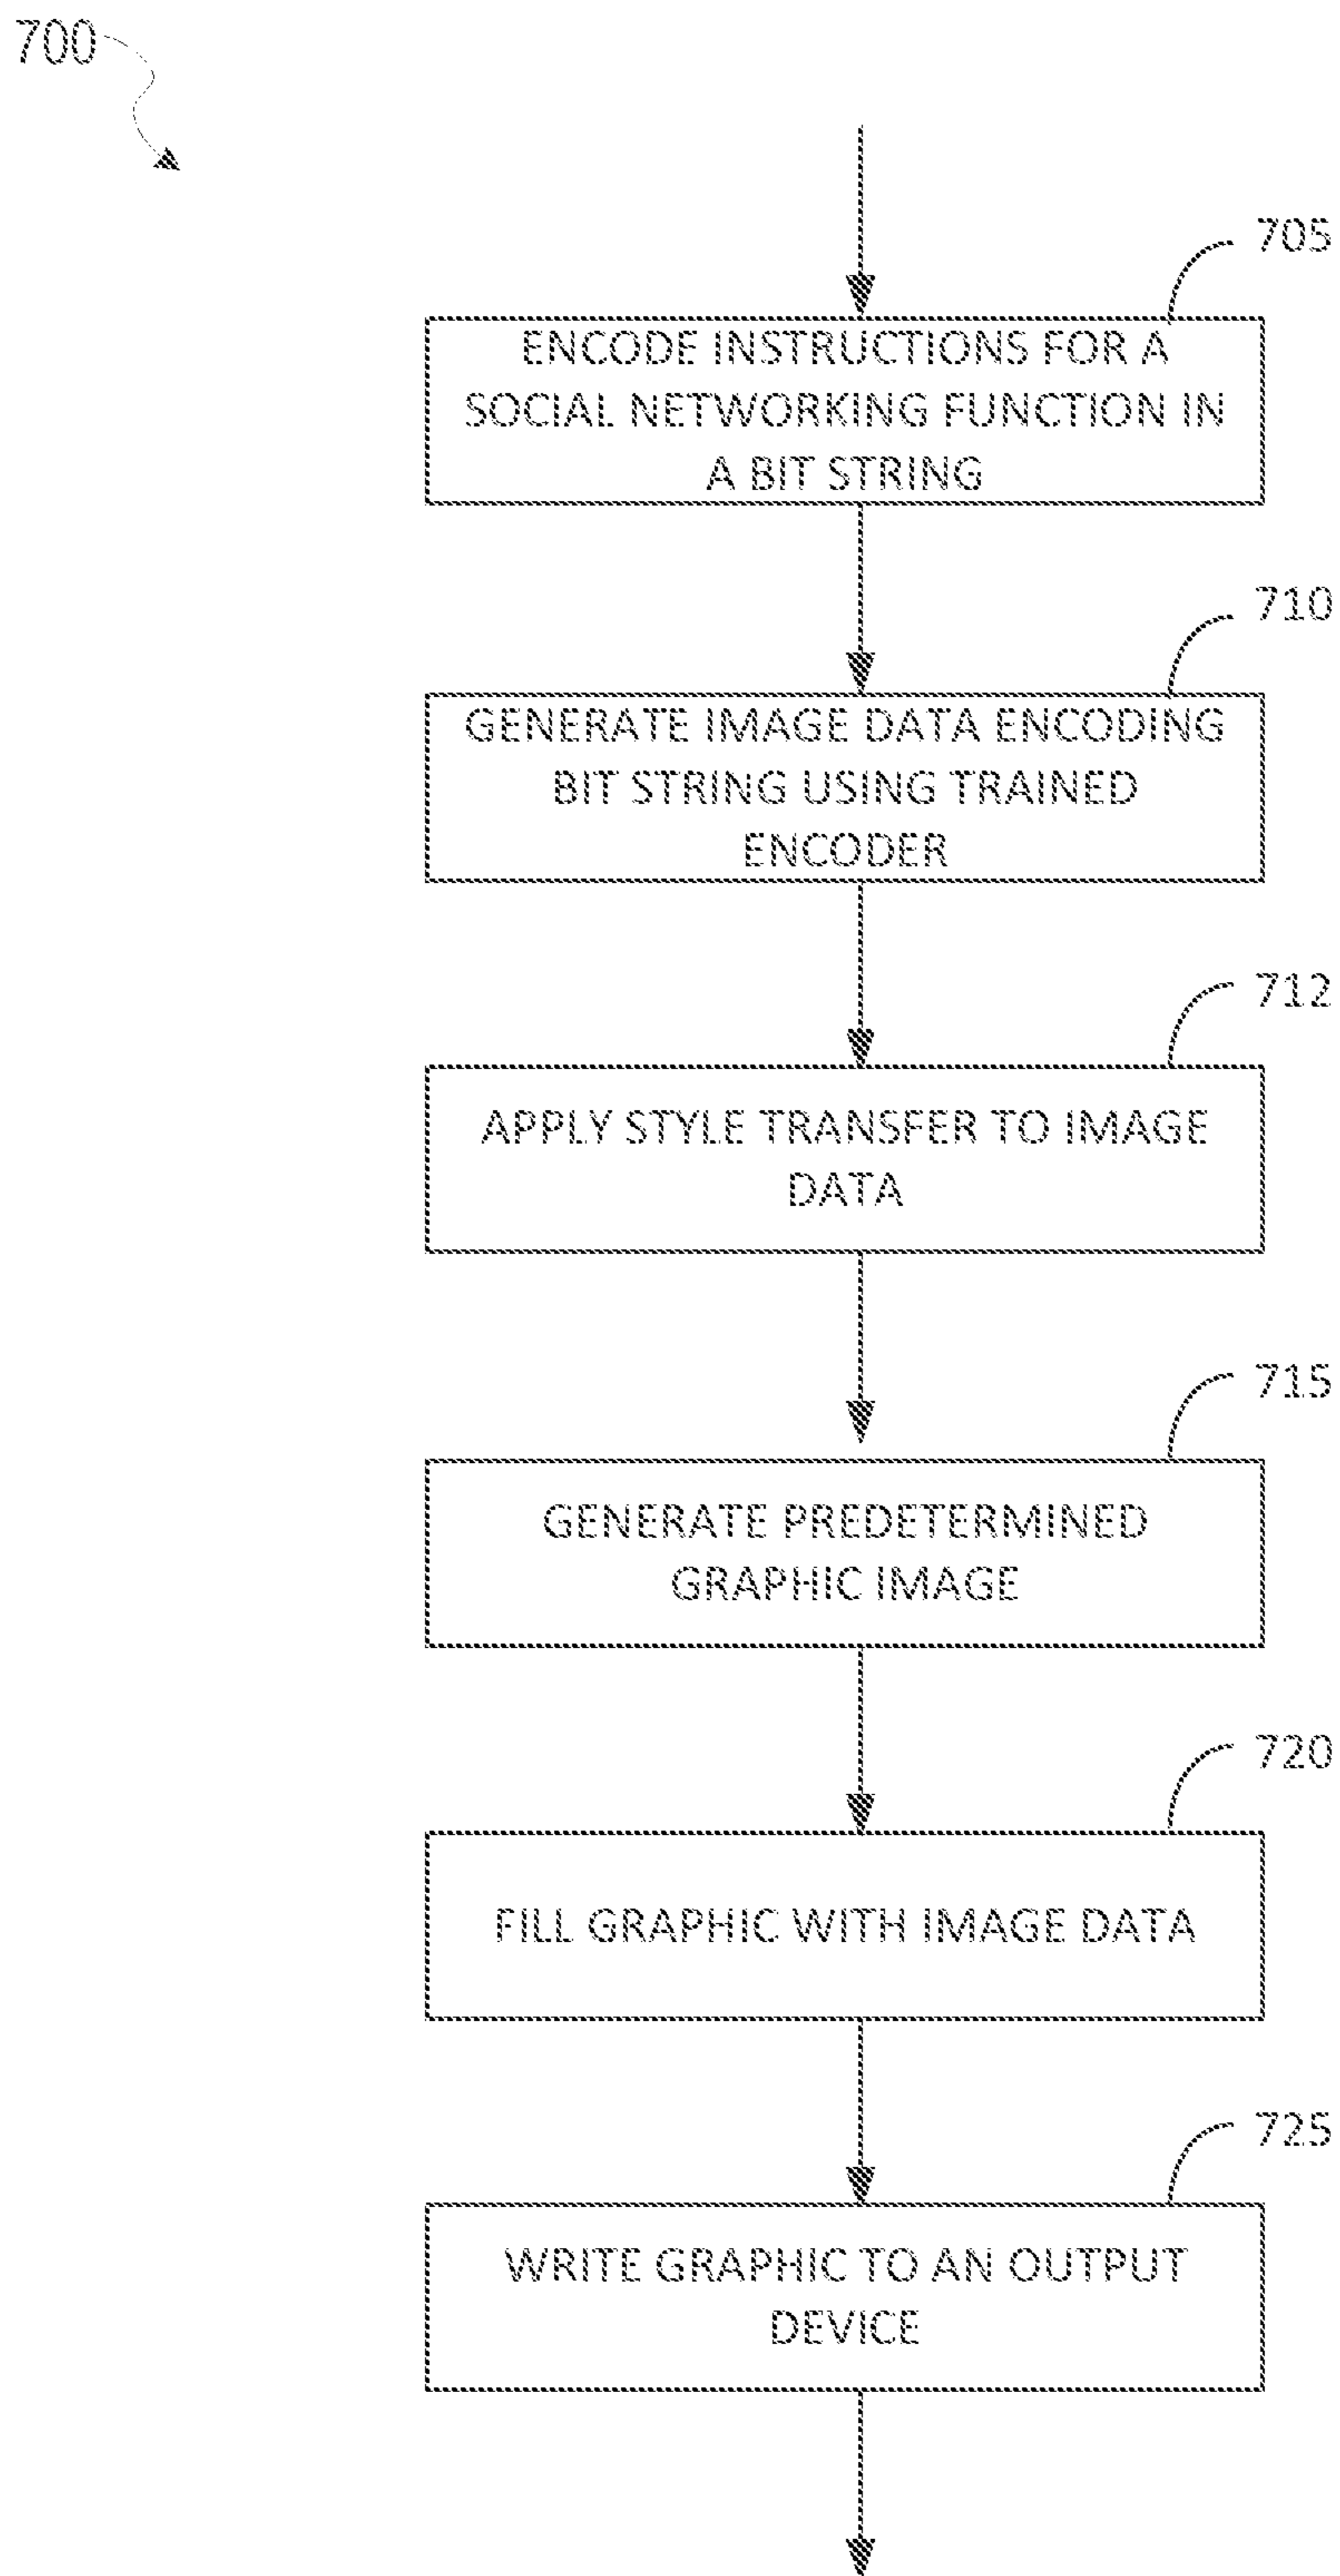 700
705
ENCODE INSTRUCTIONS FOR A
SOCIAL NETWORKING FUNCTION IN
A BIT STRING
710
GENERATE IMAGE DATA ENCODING
BIT STRING USING TRAINED
ENCODER
712
APPLY STYLE TRANSFER TO IMAGE
DATA
715
GENERATE PREDETERMINED
GRAPHIC IMAGE
720
FILL GRAPHIC WITH IMAGE DATA
725
WRITE GRAPHIC TO AN OUTPUT
DEVICE